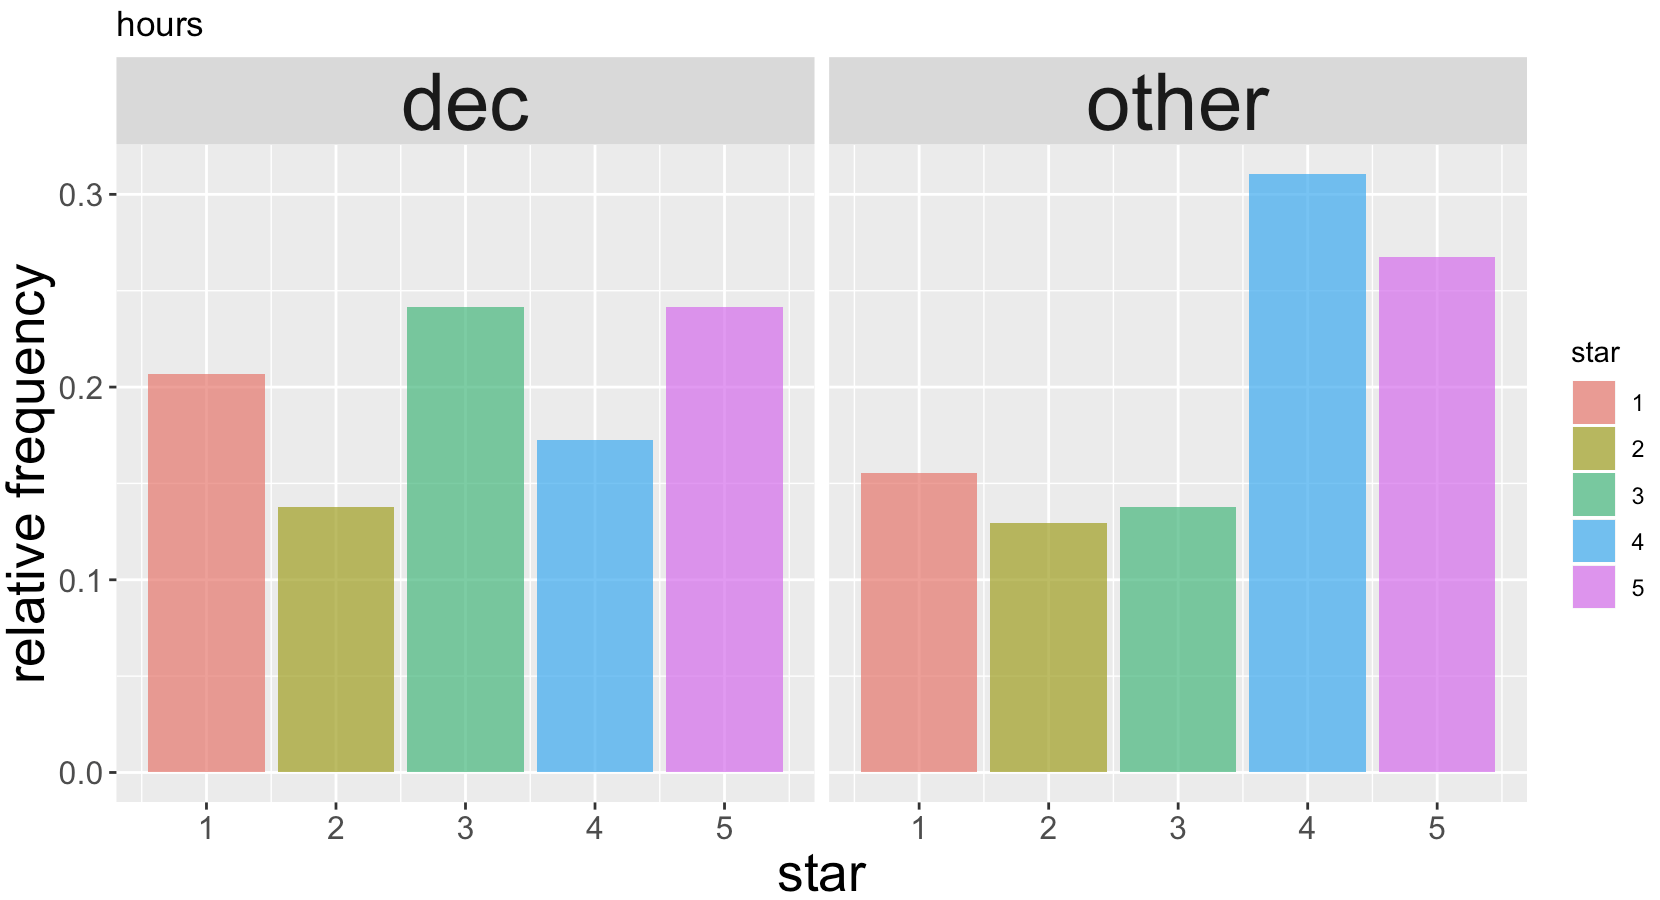 hours
dec other
relative frequency
0.3
0.2
0.1
0.0
1 2 3 4 5 1 2 3 4 5
star
star
1
2
3
4
5